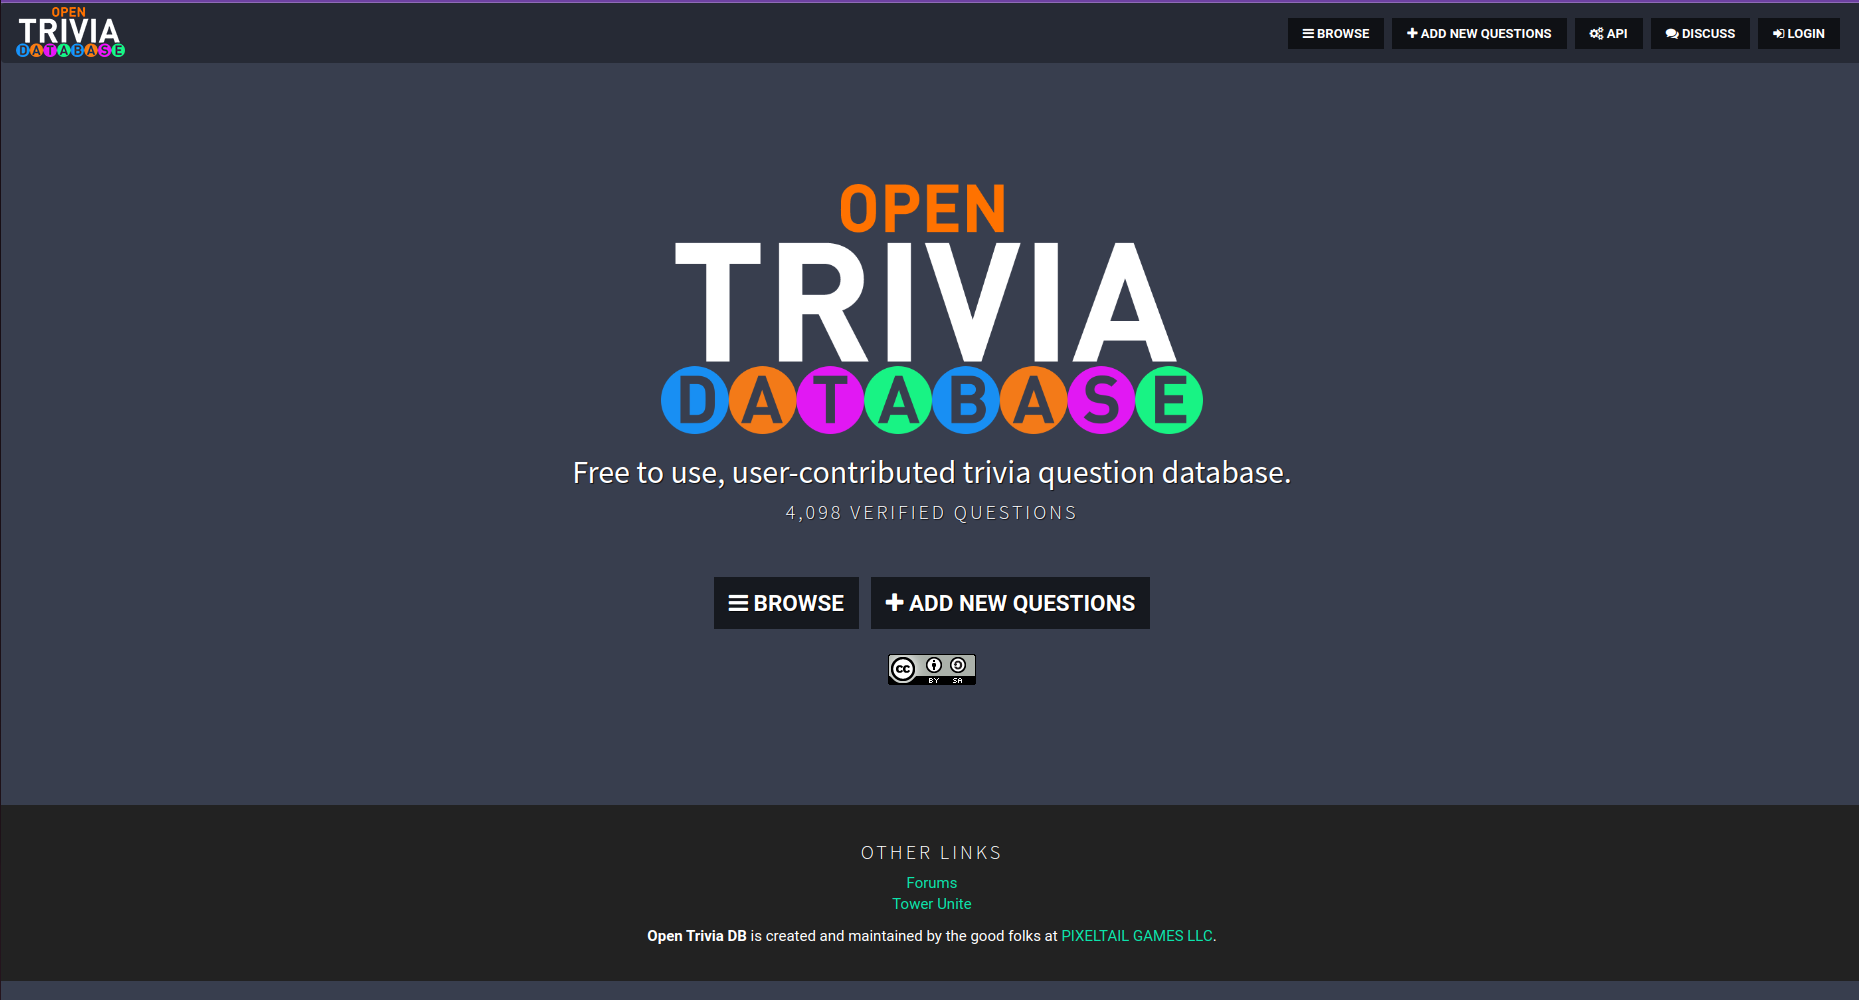 OPEN
TRIVIA
DATABASE
BROWSE
ADD NEW QUESTIONS
API
DISCUSS
LOGIN
OPEN
TRIVIA
DATABASE
Free to use, user-contributed trivia question database.
4,098 VERIFIED QUESTIONS
BROWSE
ADD NEW QUESTIONS
cc BY SA
OTHER LINKS
Forums
Tower Unite
Open Trivia DB is created and maintained by the good folks at PIXELTAIL GAMES LLC.